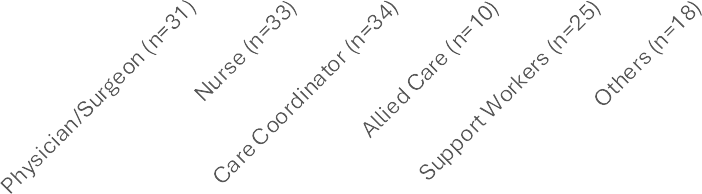 Physician/Surgeon (n=31)
Nurse (n=33)
Care Coordinator (n=34)
Allied Care (n=10)
Support Workers (n=25)
Others (n=18)